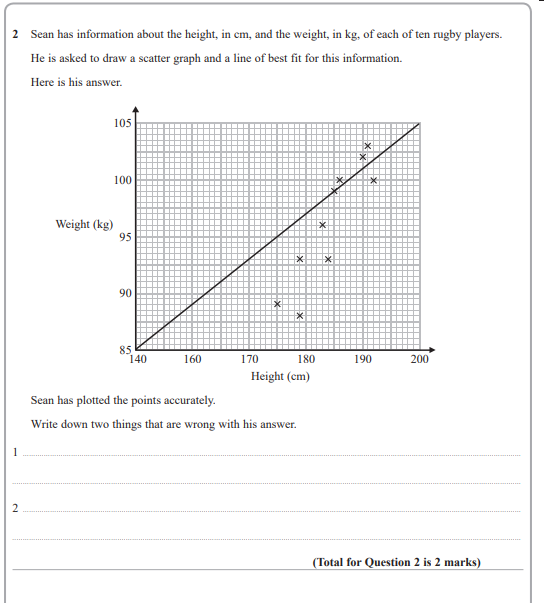 2 Sean has information about the height, in cm, and the weight, in kg, of each of ten rugby players.
He is asked to draw a scatter graph and a line of best fit for this information.
Here is his answer.
105
100
Weight (kg)
95
90
85
140 160 170 180 190 200
Height (cm)
Sean has plotted the points accurately.
Write down two things that are wrong with his answer.
1
2
(Total for Question 2 is 2 marks)